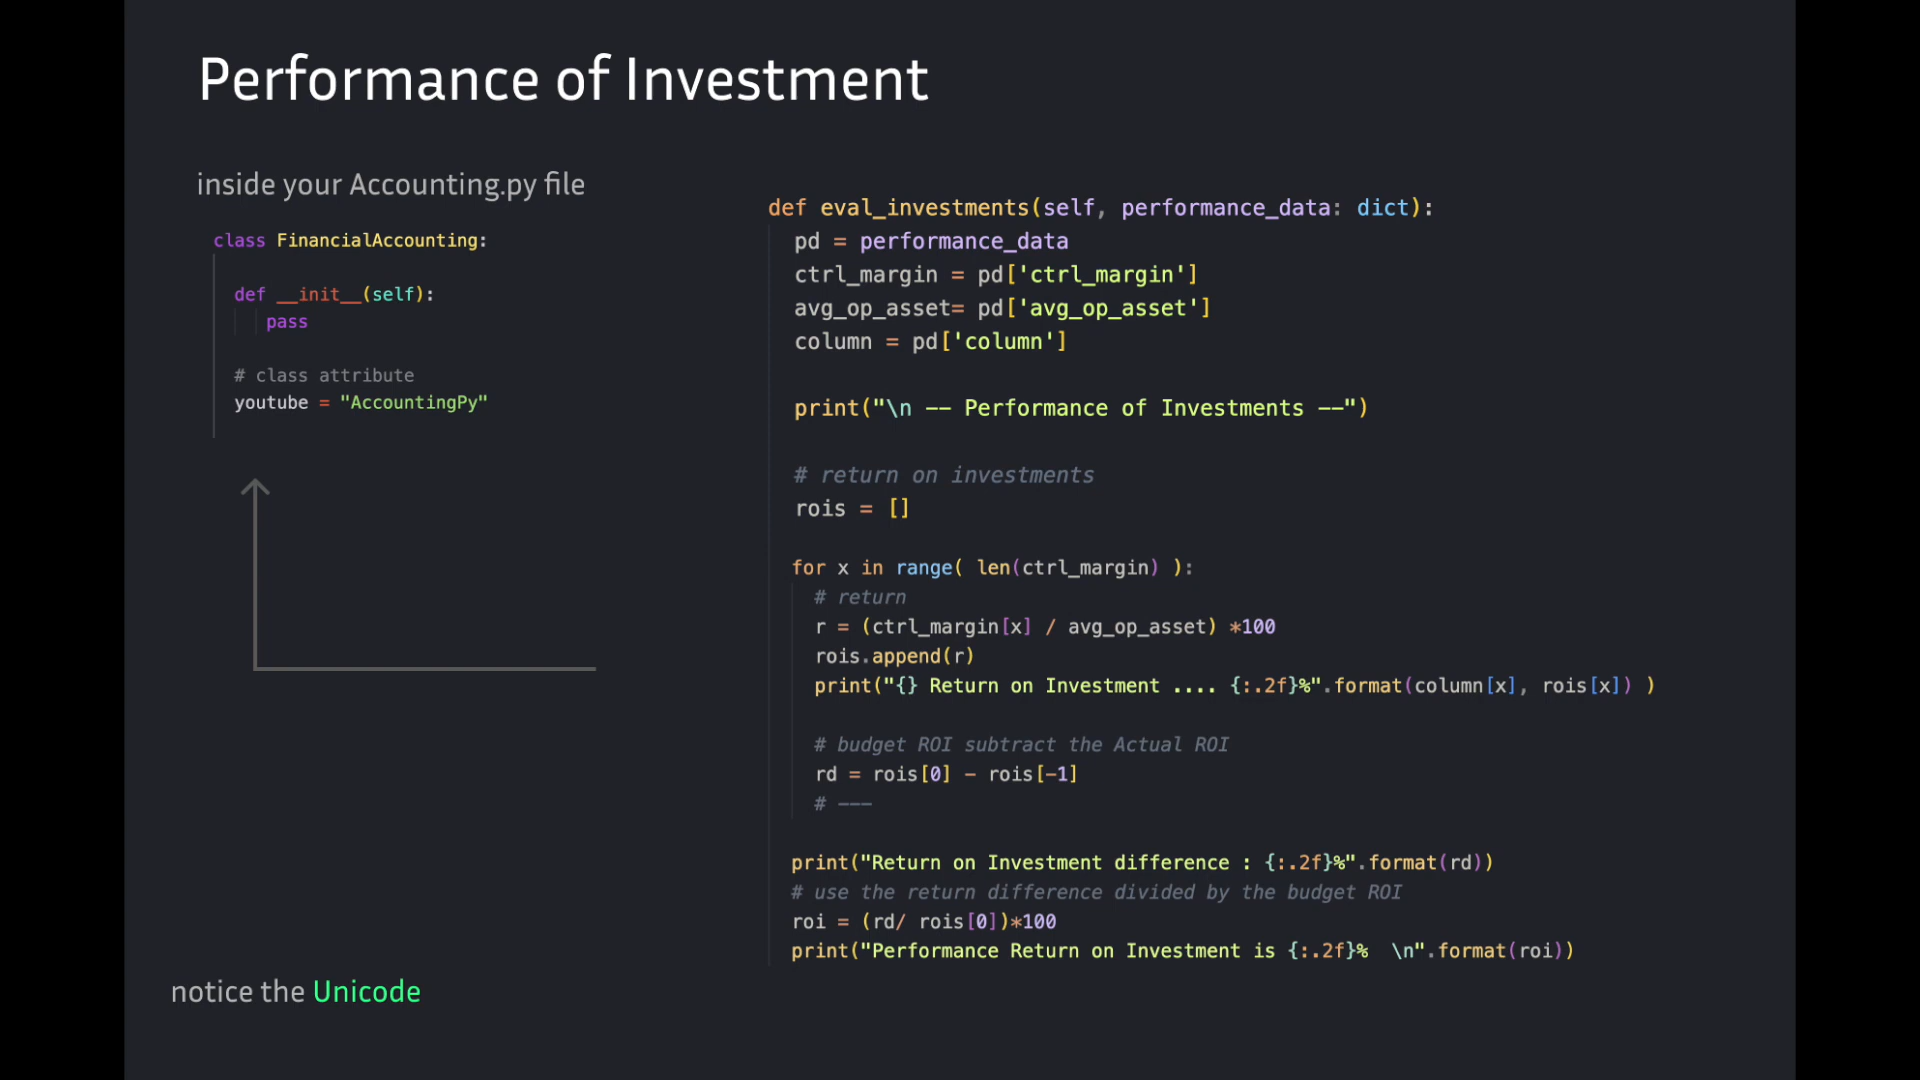 Performance of Investment
inside your Accounting.py file
class FinancialAccounting:
def __init__(self):
pass
# class attribute
youtube = "AccountingPy"
notice the Unicode
def eval_investments(self, performance_data: dict):
pd = performance_data
ctrl_margin = pd['ctrl_margin']
avg_op_asset= pd['avg_op_asset']
column = pd['column']
print("\n -- Performance of Investments --")
# return on investments
rois = []
for x in range( len(ctrl_margin) ):
# return
r = (ctrl_margin[x] / avg_op_asset) *100
rois.append(r)
print("{} Return on Investment .... {:.2f}%".format(column[x], rois[x]) )
# budget ROI subtract the Actual ROI
rd = rois[0] - rois[-1]
# ---
print("Return on Investment difference : {:.2f}%".format(rd))
# use the return difference divided by the budget ROI
roi = (rd/ rois[0])*100
print("Performance Return on Investment is {:.2f}%  \n".format(roi))